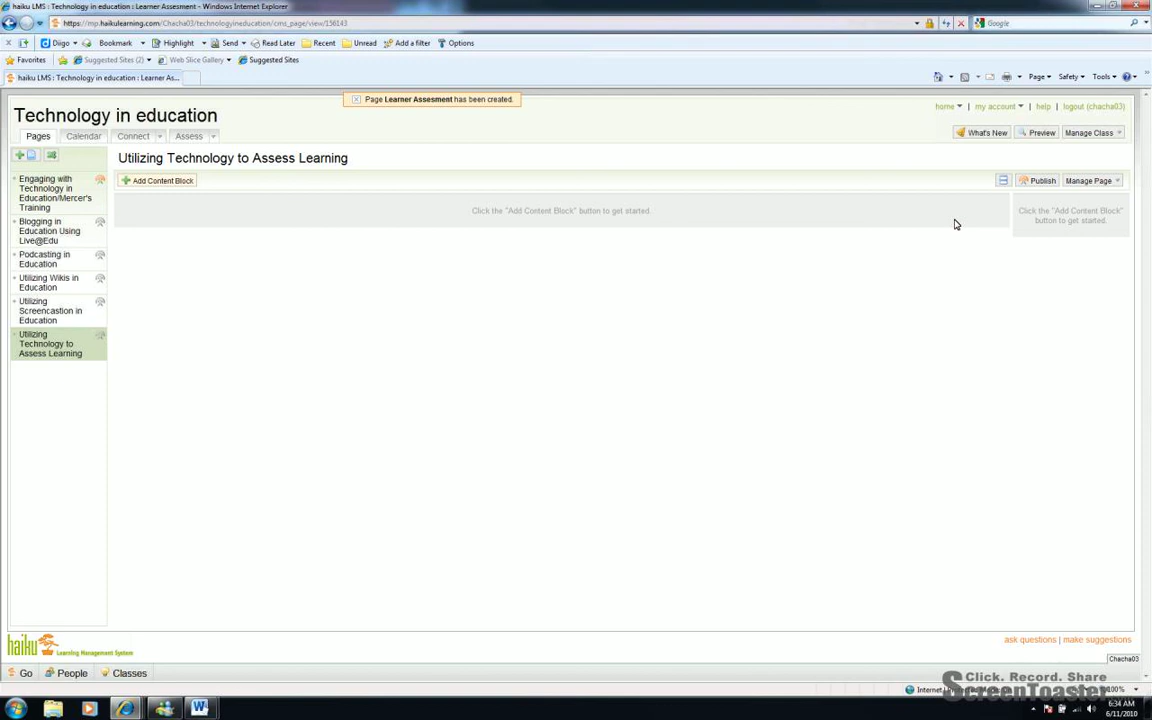 haiku LMS : Technology in education : Learner Assesment - Windows Internet Explorer
https://mp.haikulearning.com/Chacha03/technologyineducation/cms_page/view/156143
Google
Diigo Bookmark Highlight Send Read Later Recent Unread Add a filter Options
Favorites Suggested Sites (2) Web Slice Gallery Suggested Sites
haiku LMS : Technology in education : Learner As...
Page Safety Tools
Page Learner Assesment has been created.
Technology in education
home my account | help | logout (chacha03)
Pages Calendar Connect Assess
What's New Preview Manage Class
Utilizing Technology to Assess Learning
Add Content Block
Publish Manage Page
Click the "Add Content Block" button to get started.
Click the "Add Content Block"
button to get started.
Engaging with
Technology in
Education/Mercer's
Training
Blogging in
Education Using
Live@Edu
Podcasting in
Education
Utilizing Wikis in
Education
Utilizing
Screencastion in
Education
Utilizing
Technology to
Assess Learning
haiku Learning Management System
ask questions | make suggestions
Chacha03
Go People Classes
Click. Record. Share
ScreenToaster
Internet
100%
6:34 AM
6/11/2010